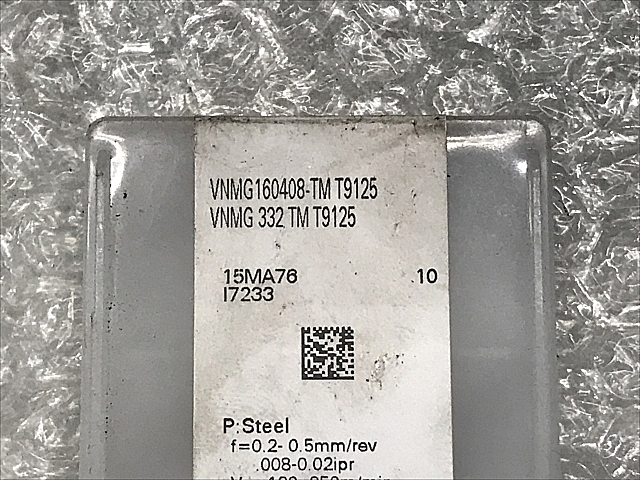 VNMG160408-TM T9125
VNMG 332 TM T9125
15MA76 10
I7233
P:Steel
f=0.2- 0.5mm/rev
.008-0.02ipr